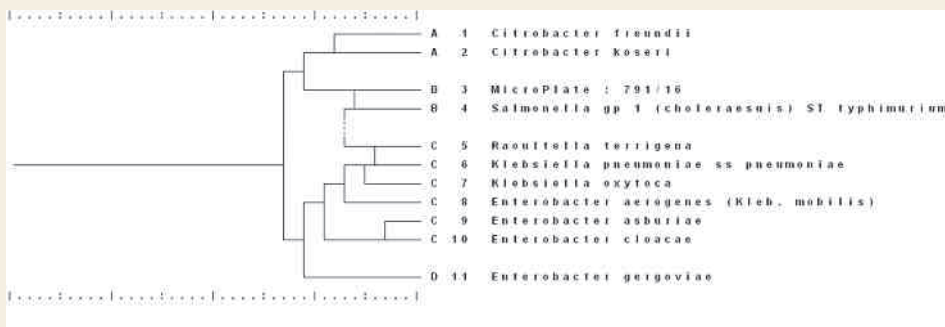 A 1 Citrobacter freundii
A 2 Citrobacter koseri
B 3 MicroPlate : 791/16
B 4 Salmonella gp 1 (choleraesuis) ST typhimurium
C 5 Raoultella terrigena
C 6 Klebsiella pneumoniae ss pneumoniae
C 7 Klebsiella oxytoca
C 8 Enterobacter aerogenes (Kleb. mobilis)
C 9 Enterobacter asburiae
C 10 Enterobacter cloacae
D 11 Enterobacter gergoviae